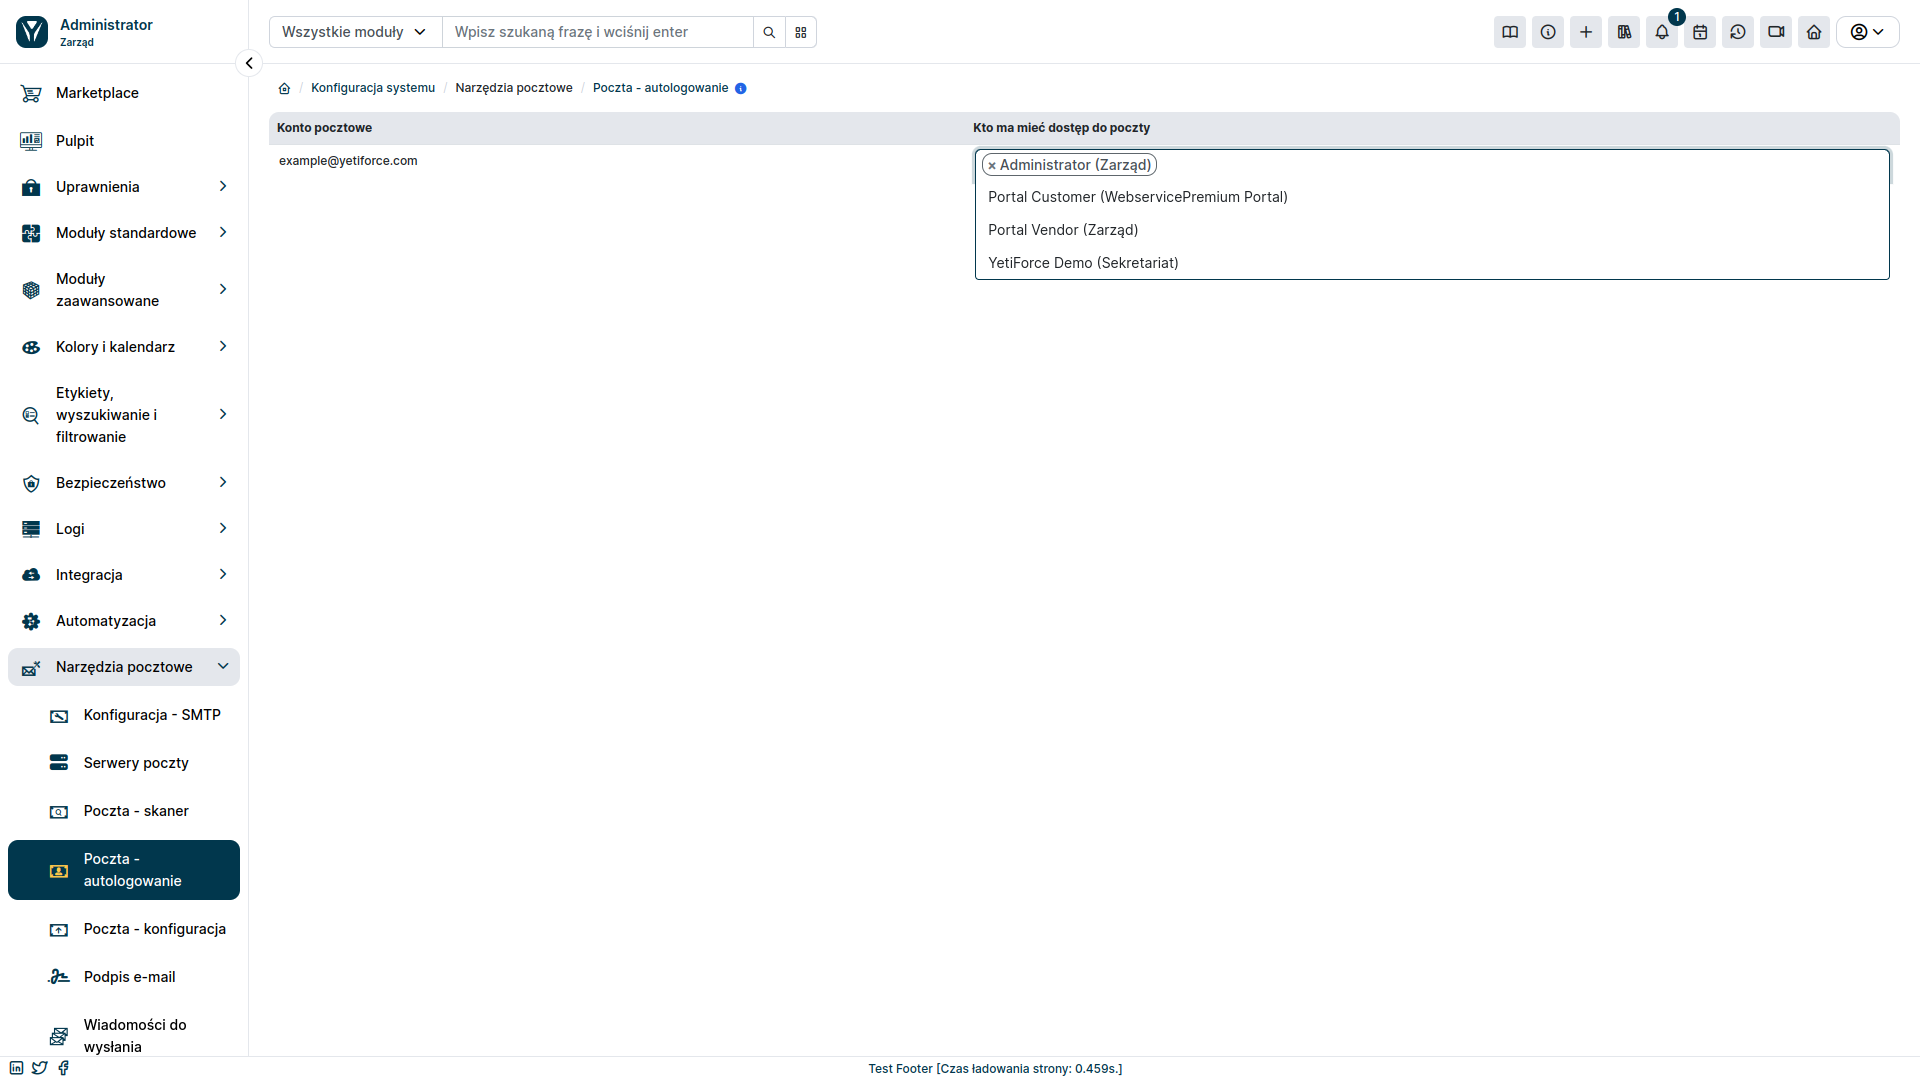 Administrator
Zarząd
Wszystkie moduły
Wpisz szukaną frazę i wciśnij enter
1
Marketplace
Pulpit
Uprawnienia
Moduły standardowe
Moduły
zaawansowane
Kolory i kalendarz
Etykiety,
wyszukiwanie i
filtrowanie
Bezpieczeństwo
Logi
Integracja
Automatyzacja
Narzędzia pocztowe
Konfiguracja - SMTP
Serwery poczty
Poczta - skaner
Poczta -
autologowanie
Poczta - konfiguracja
Podpis e-mail
Wiadomości do
wysłania
/ Konfiguracja systemu / Narzędzia pocztowe / Poczta - autologowanie
Konto pocztowe
Kto ma mieć dostęp do poczty
example@yetiforce.com
× Administrator (Zarząd)
Portal Customer (WebservicePremium Portal)
Portal Vendor (Zarząd)
YetiForce Demo (Sekretariat)
Test Footer [Czas ładowania strony: 0.459s.]